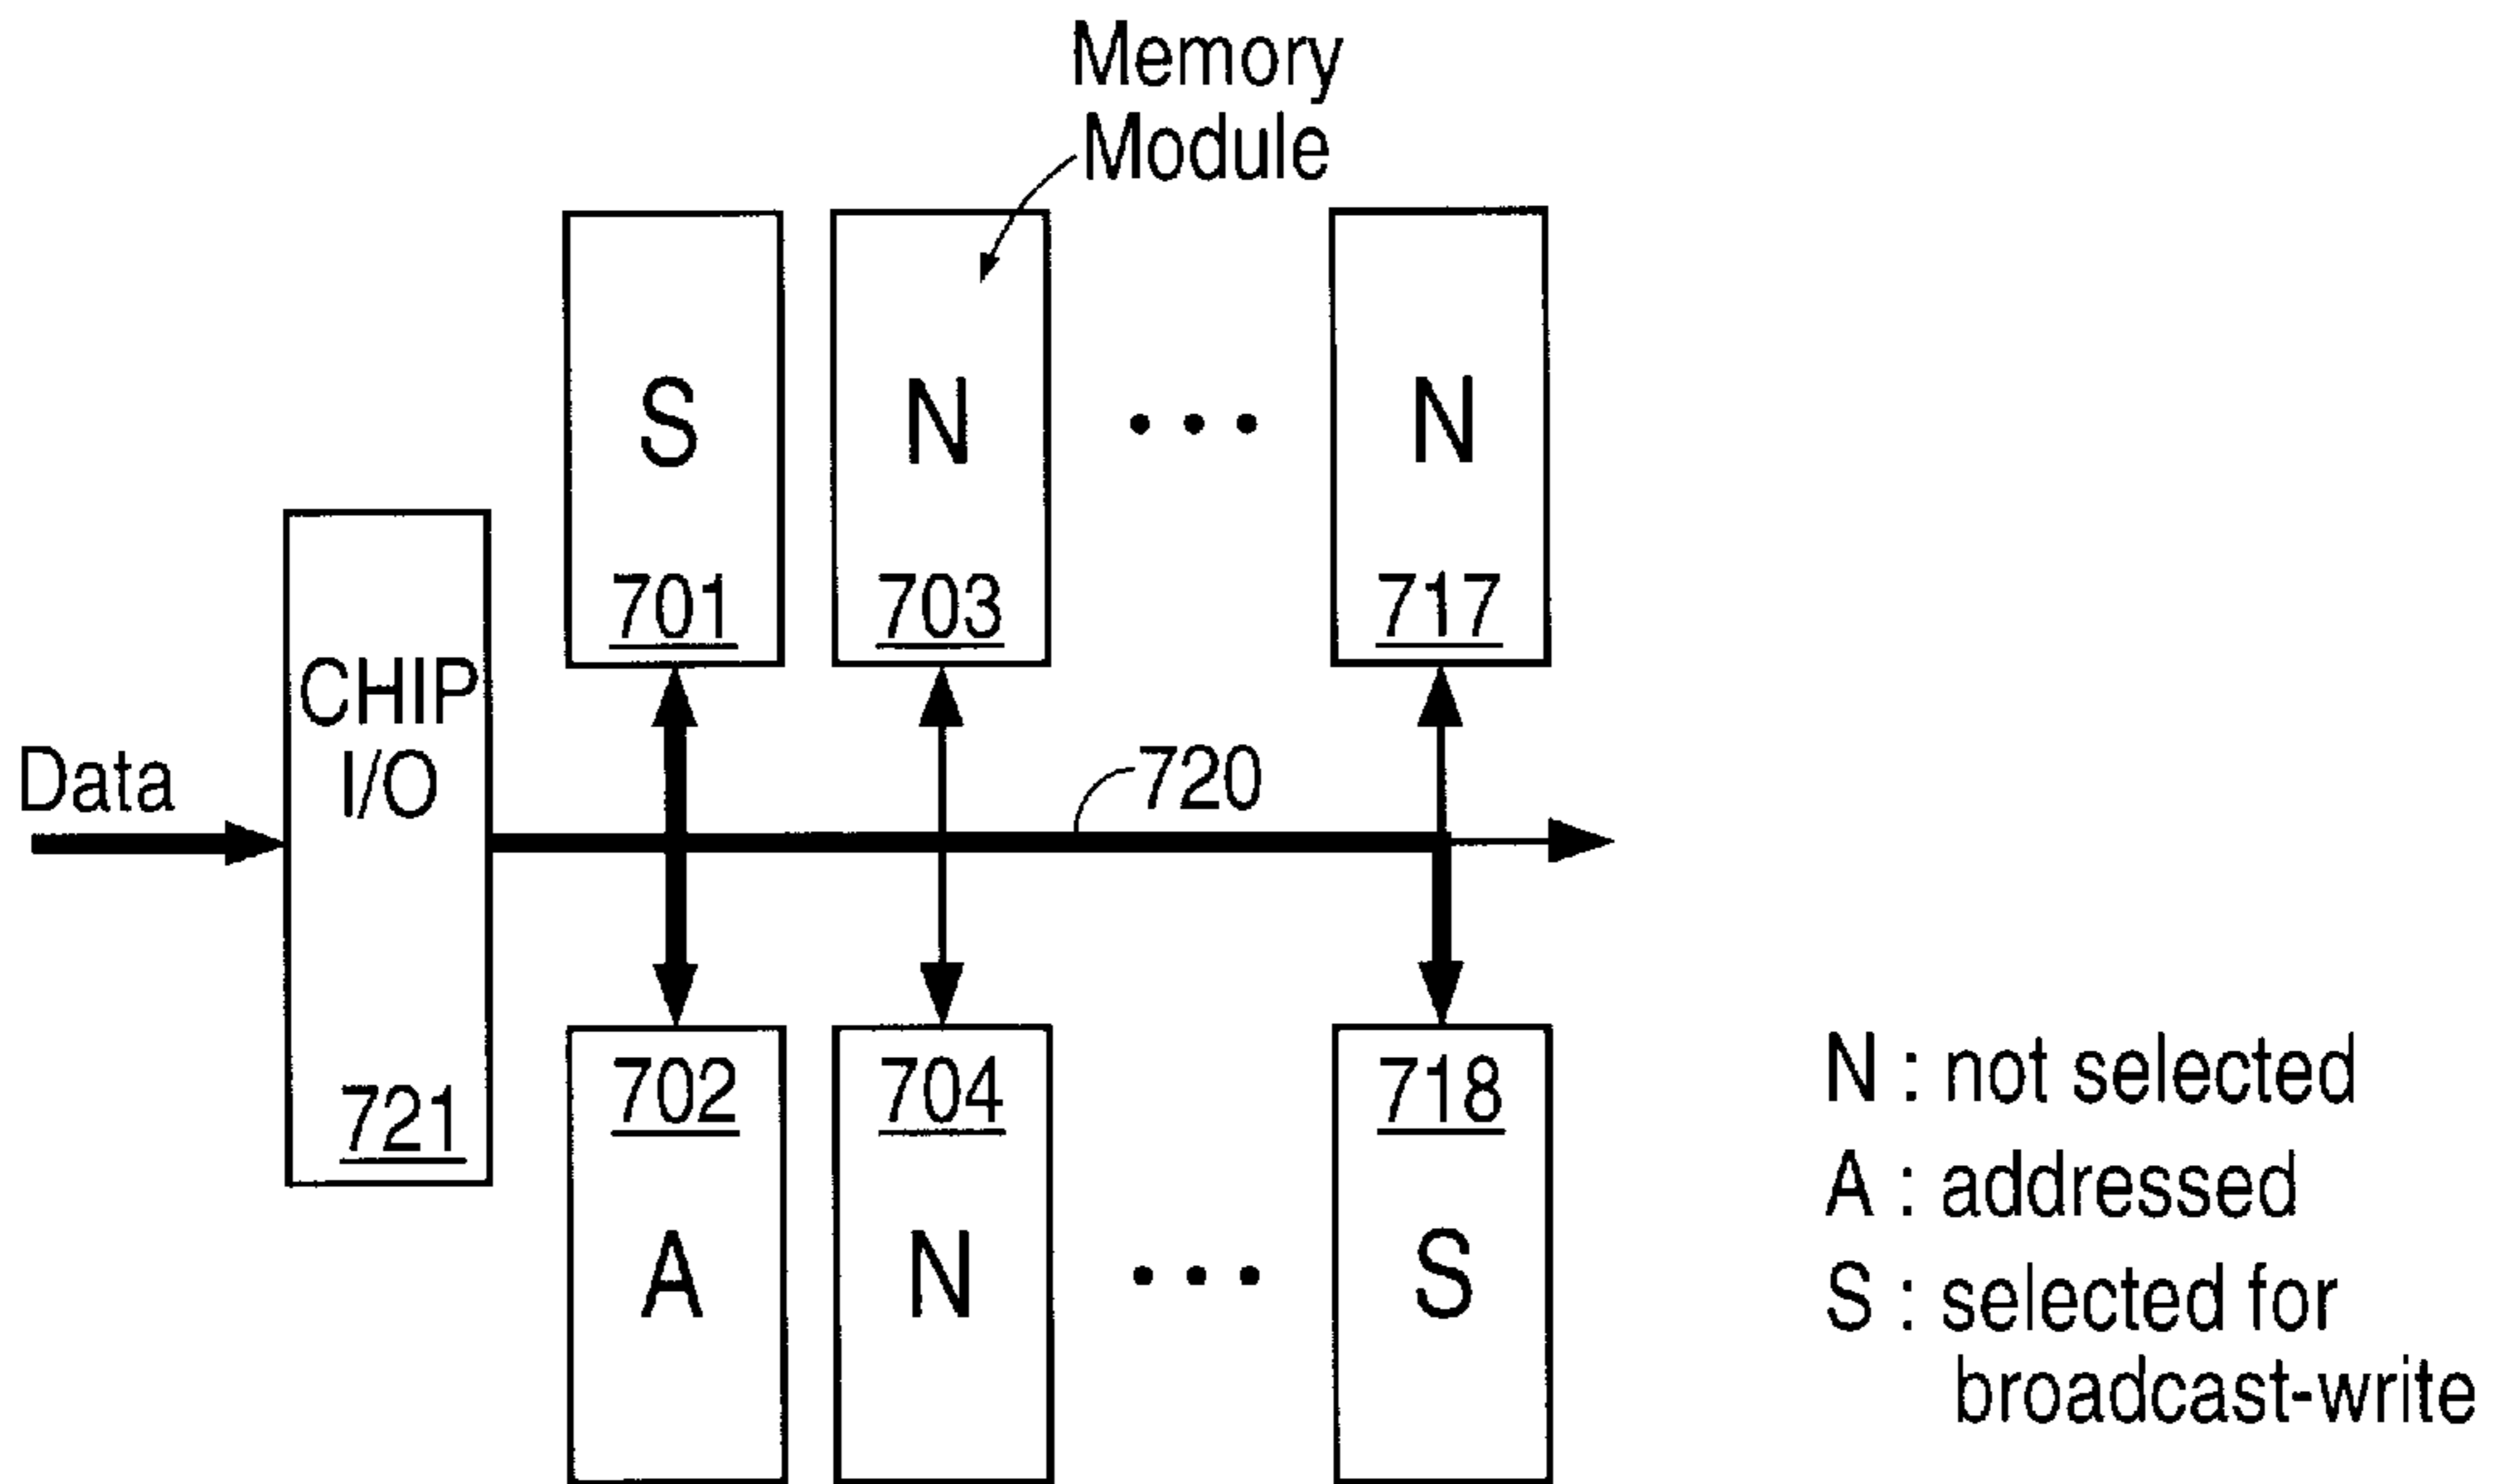 Memory
Module
S
N
N
701
703
717
CHIP
I/O
Data
720
721
702
704
718
A
N
S
N : not selected
A : addressed
S : selected for
broadcast-write